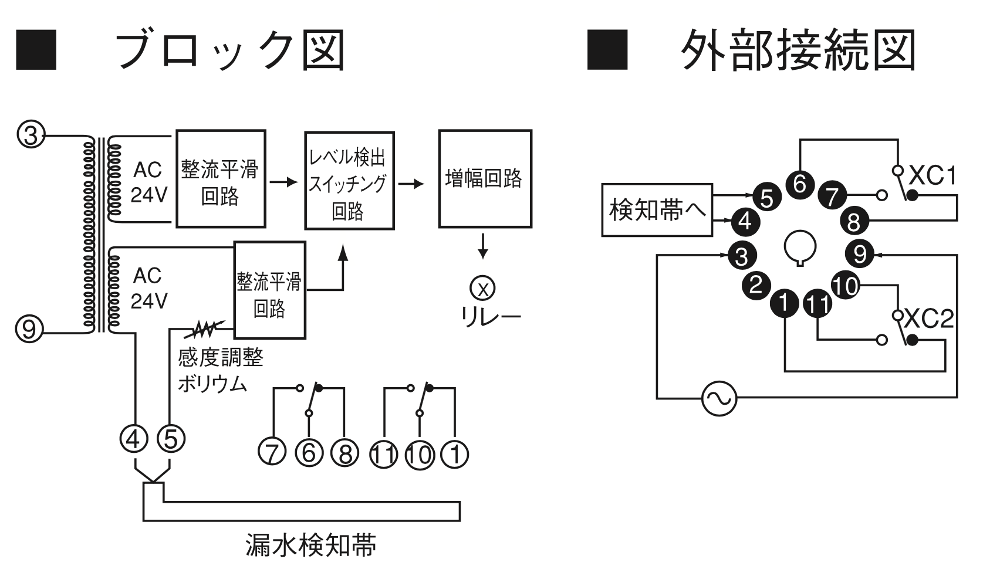 ■ ブロック図
■ 外部接続図
3
AC
24V
整流平滑
回路
レベル検出
スイッチング
回路
増幅回路
AC
24V
整流平滑
回路
X
リレー
9
感度調整
ボリウム
4
5
7
6
8
11
10
1
漏水検知帯
検知帯へ
6
5
7
4
8
3
9
2
10
1
11
XC1
XC2
~